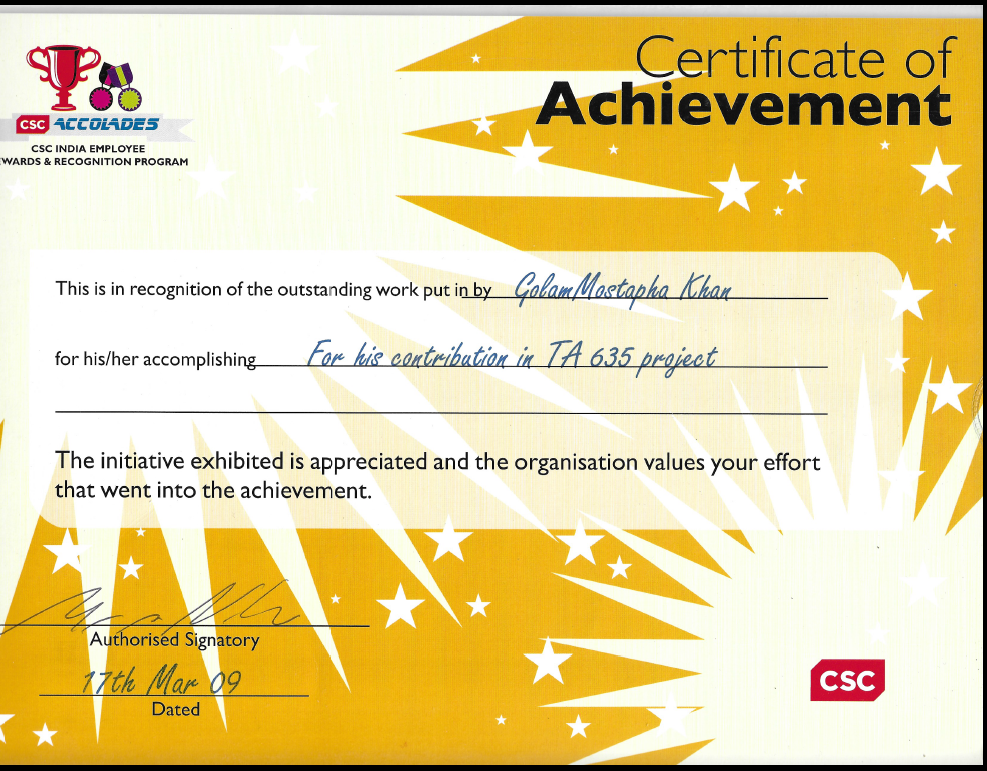 Certificate of
Achievement
CSC ACCOLADES
CSC INDIA EMPLOYEE
WARDS & RECOGNITION PROGRAM
This is in recognition of the outstanding work put in by GolamMostapha Khan
for his/her accomplishing For his contribution in TA 635 project
The initiative exhibited is appreciated and the organisation values your effort
that went into the achievement.
Authorised Signatory
17th Mar 09
Dated
CSC